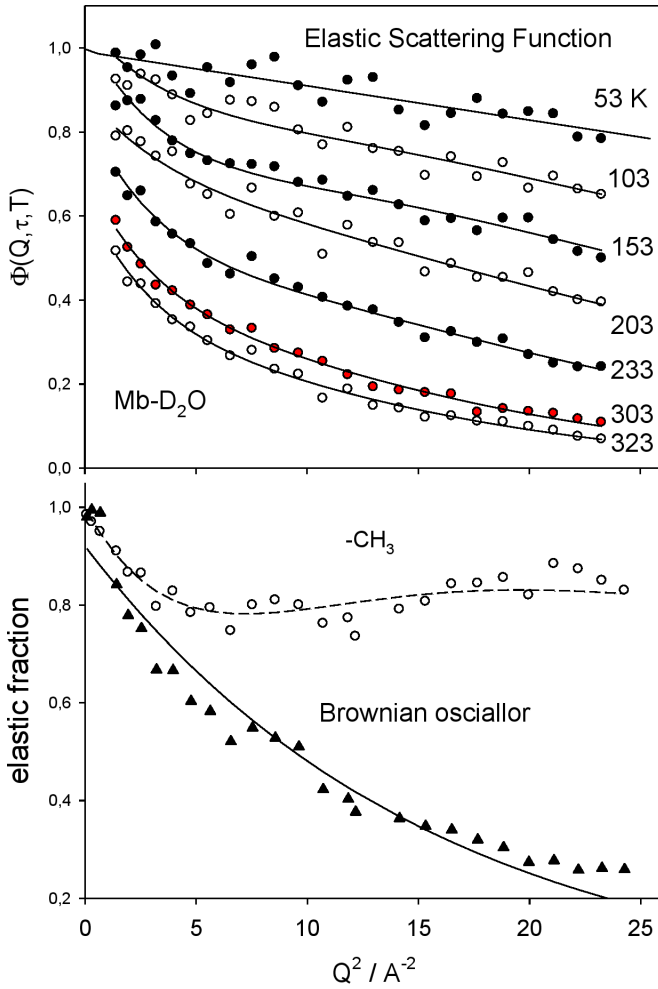 Elastic Scattering Function
1,0
0,8
0,6
0,4
0,2
0,0
Φ(Q,τ,T)
53 K
103
153
203
233
303
323
Mb-D₂O
1,0
0,8
0,6
0,4
0,2
elastic fraction
-CH₃
Brownian osciallor
0 5 10 15 20 25
Q² / A⁻²